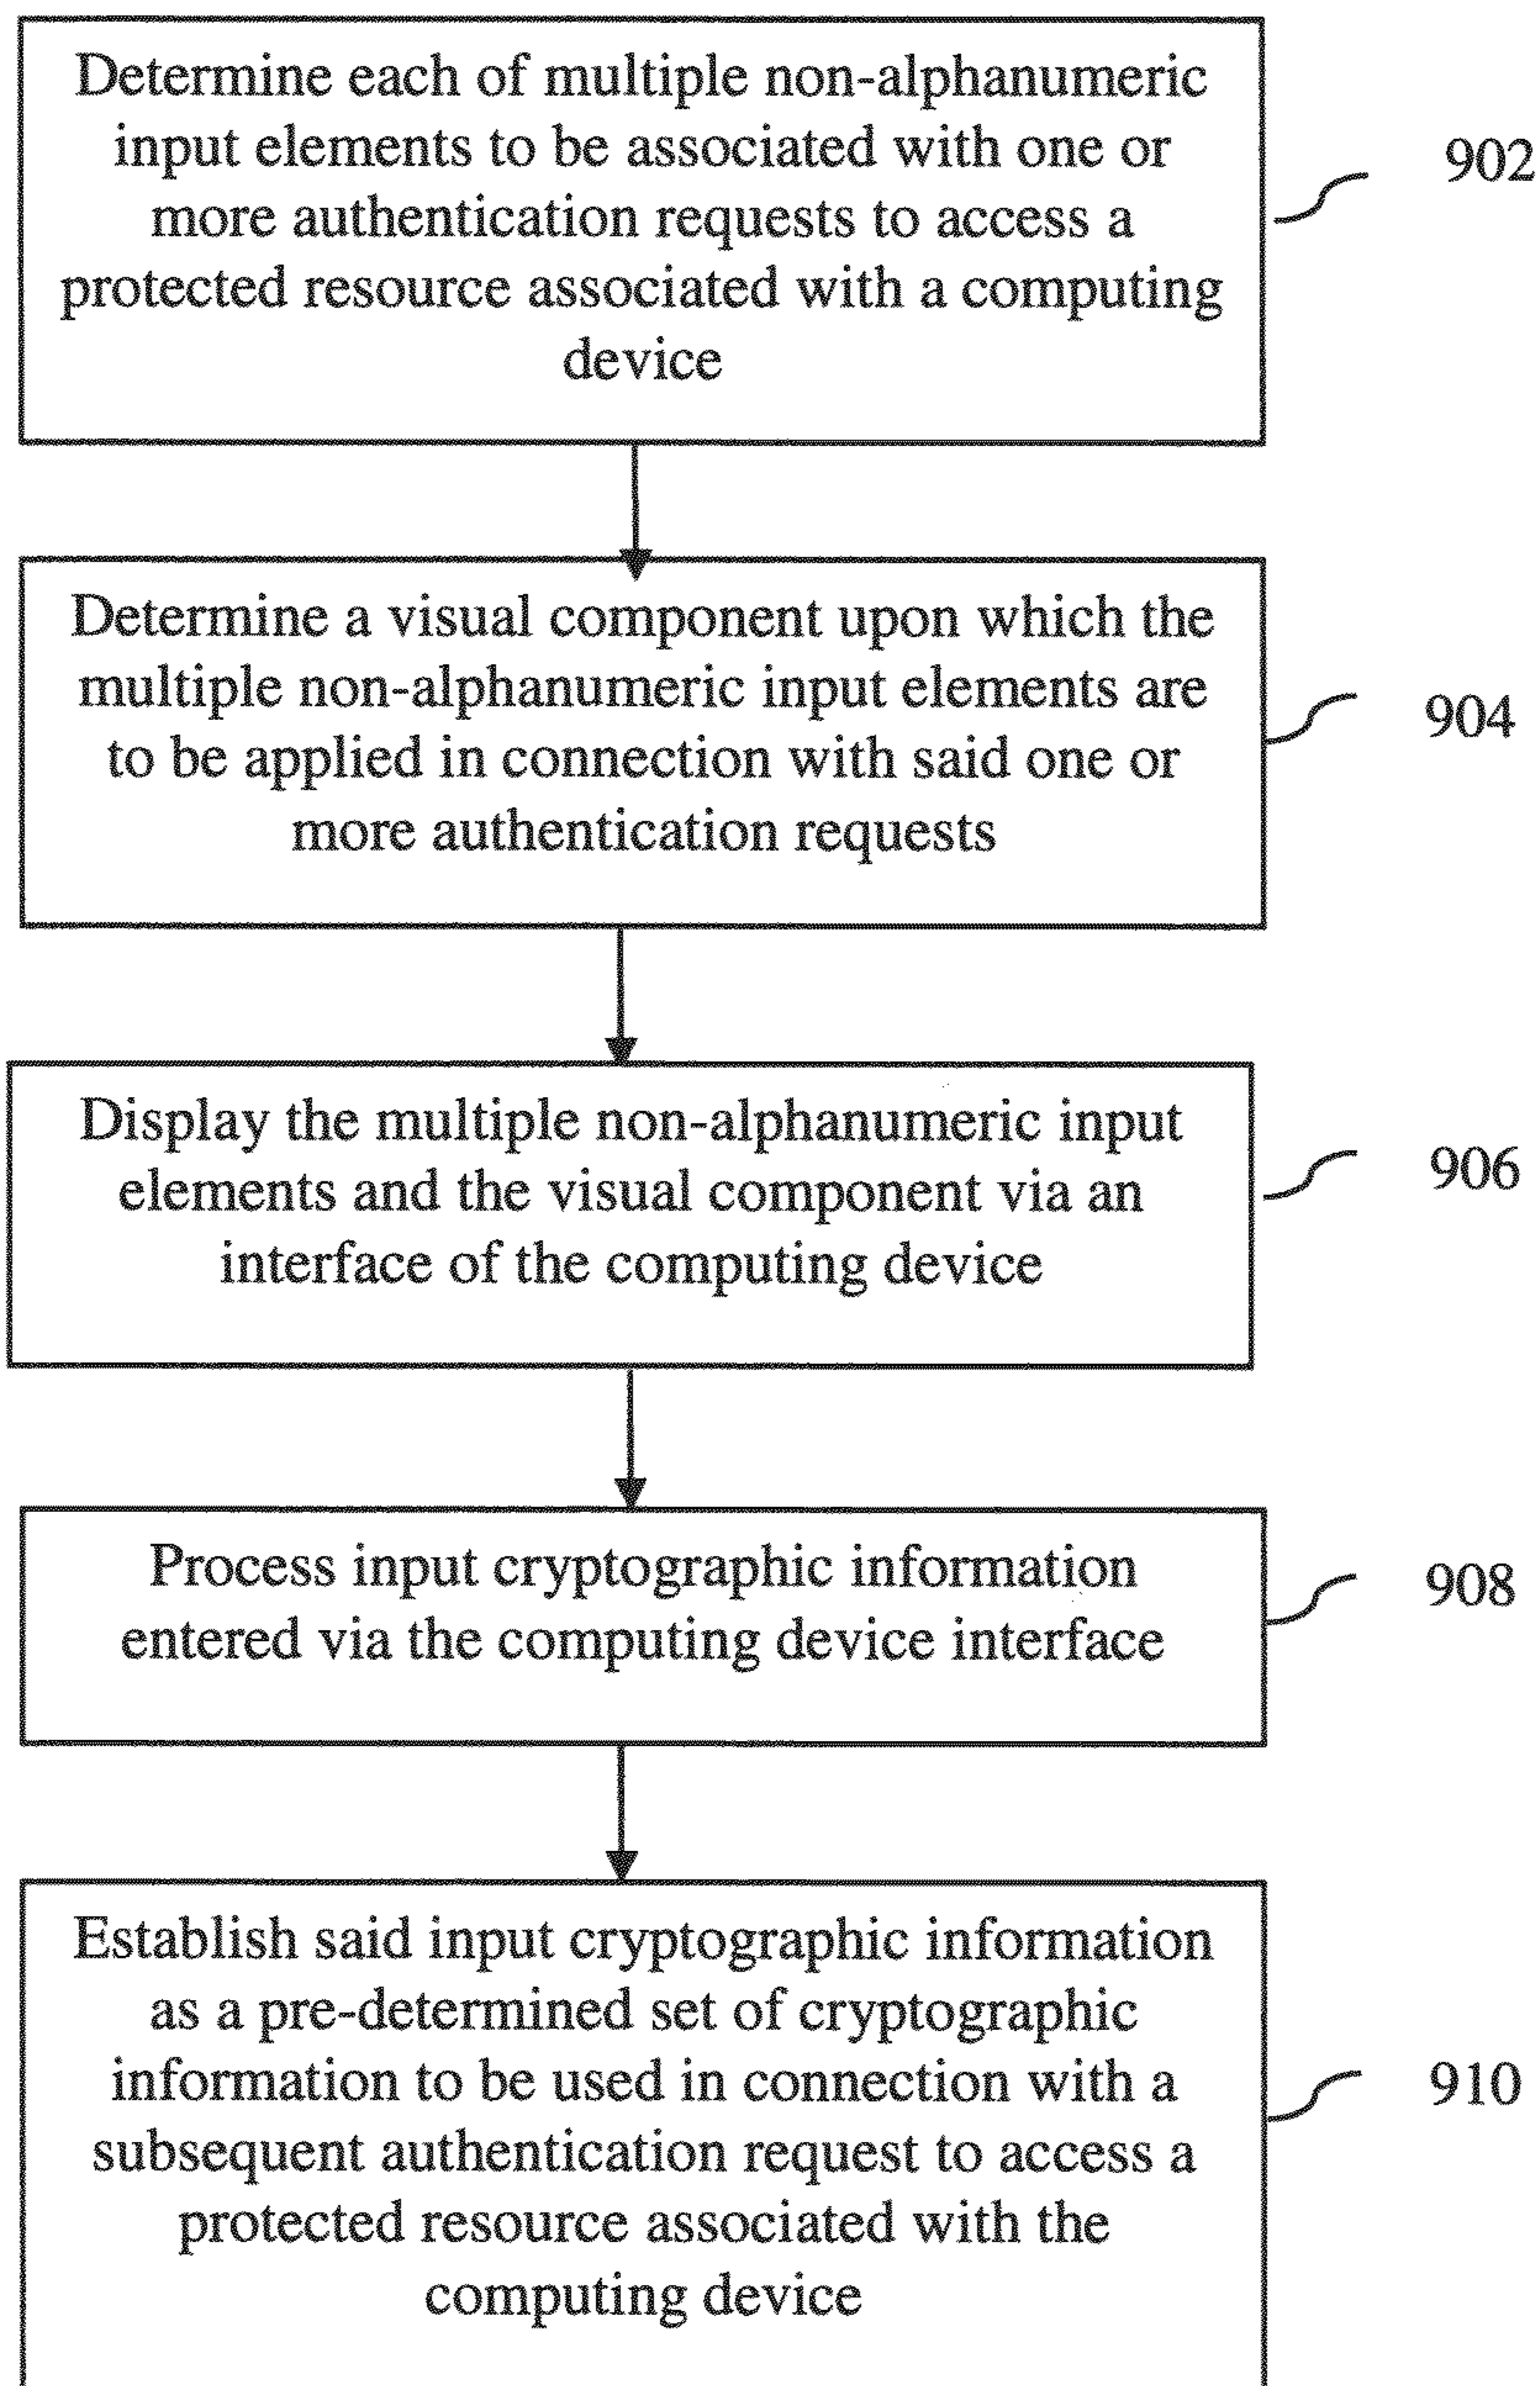 Determine each of multiple non-alphanumeric
input elements to be associated with one or
more authentication requests to access a
protected resource associated with a computing
device
902
Determine a visual component upon which the
multiple non-alphanumeric input elements are
to be applied in connection with said one or
more authentication requests
904
Display the multiple non-alphanumeric input
elements and the visual component via an
interface of the computing device
906
Process input cryptographic information
entered via the computing device interface
908
Establish said input cryptographic information
as a pre-determined set of cryptographic
information to be used in connection with a
subsequent authentication request to access a
protected resource associated with the
computing device
910